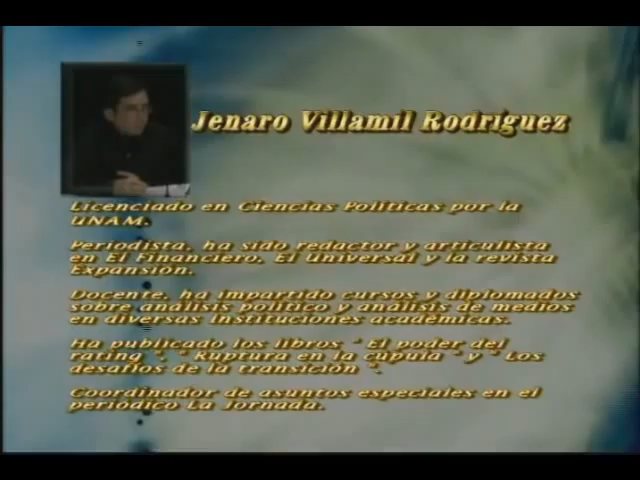 Jenaro Villamil Rodríguez
Licenciado en Ciencias Políticas por la
UNAM.
Periodista, ha sido redactor y articulista
en El Financiero, El Universal y la revista
Expansión.
Docente, ha impartido cursos y diplomados
sobre análisis político y análisis de medios
en diversas instituciones académicas.
Ha publicado los libros " El poder del
rating ", " Ruptura en la cúpula " y " Los
desafíos de la transición ".
Coordinador de asuntos especiales en el
periódico La Jornada.